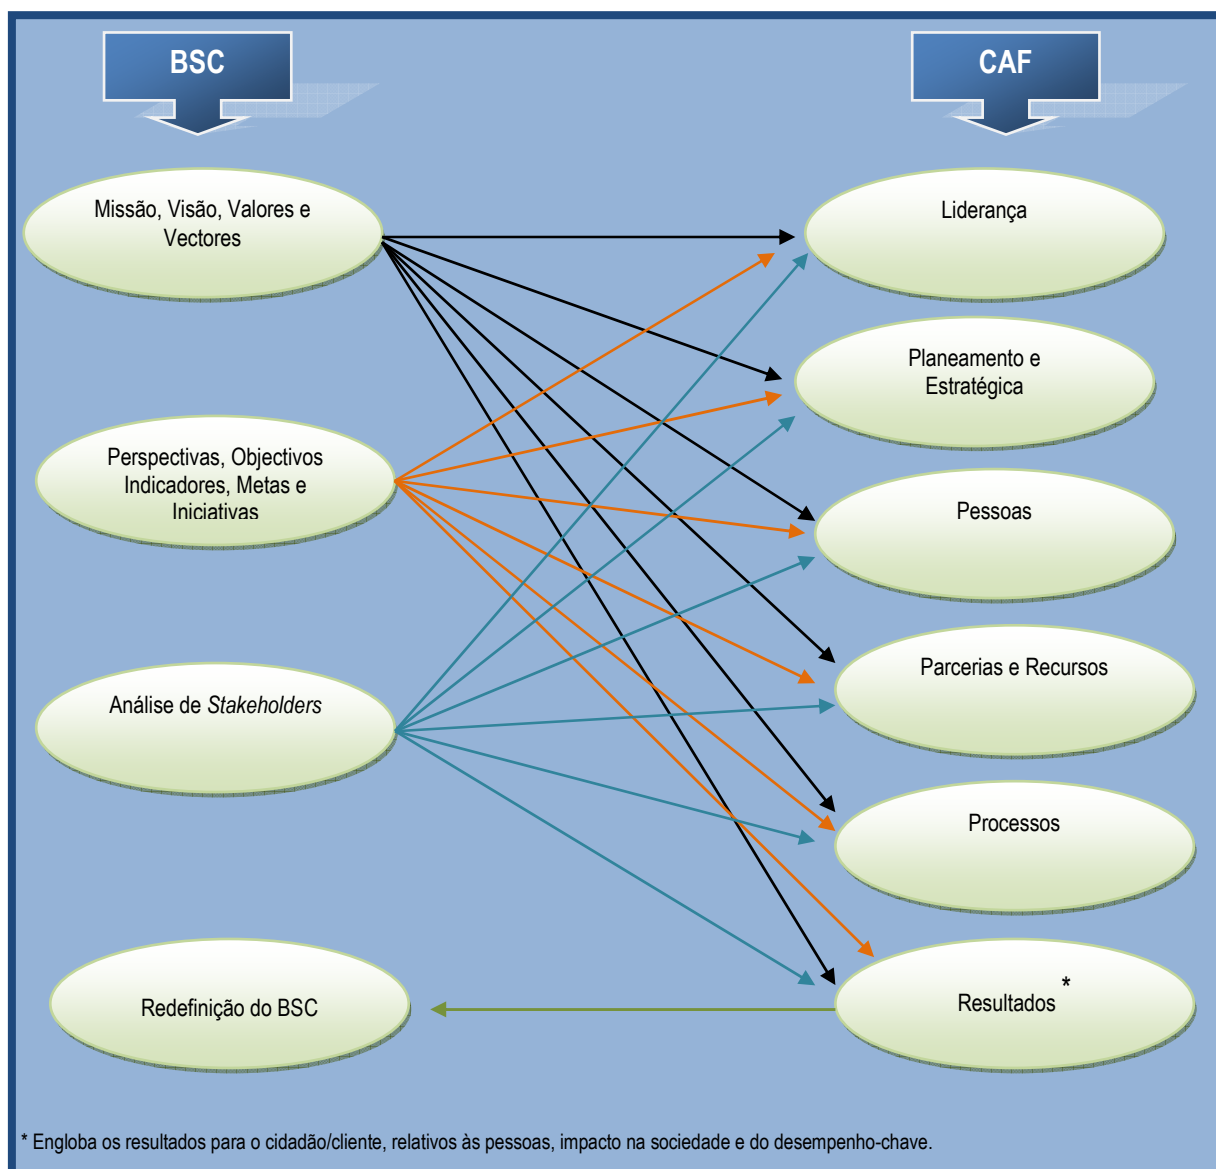 BSC
CAF
Missão, Visão, Valores e
Vectores
Liderança
Planeamento e
Estratégica
Perspectivas, Objectivos
Indicadores, Metas e
Iniciativas
Pessoas
Análise de Stakeholders
Parcerias e Recursos
Processos
Redefinição do BSC
Resultados *
* Engloba os resultados para o cidadão/cliente, relativos às pessoas, impacto na sociedade e do desempenho-chave.